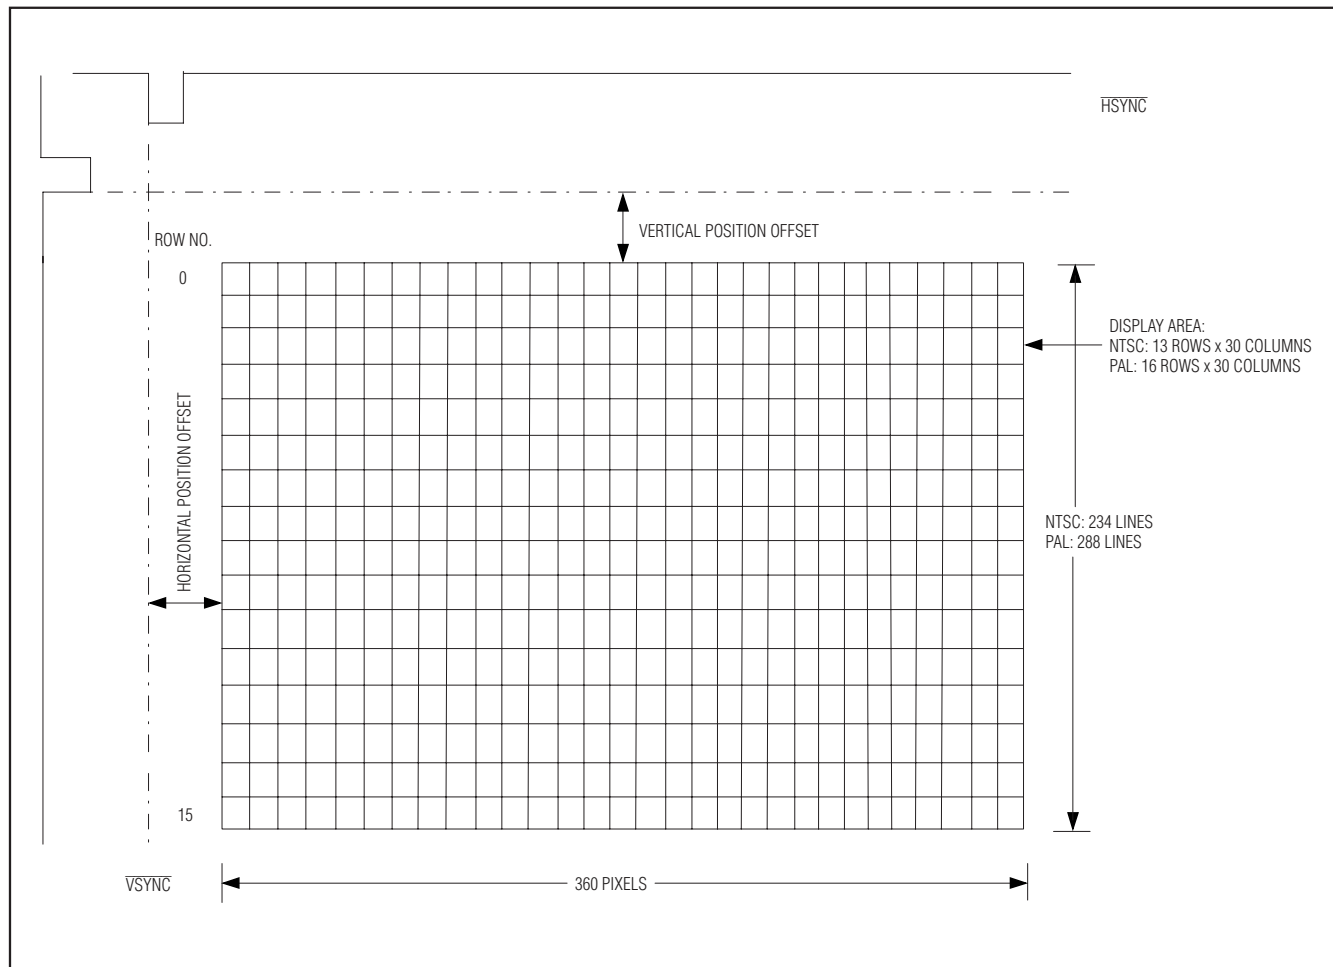 HSYNC
VERTICAL POSITION OFFSET
ROW NO.
0
DISPLAY AREA:
NTSC: 13 ROWS x 30 COLUMNS
PAL: 16 ROWS x 30 COLUMNS
HORIZONTAL POSITION OFFSET
NTSC: 234 LINES
PAL: 288 LINES
15
VSYNC
360 PIXELS